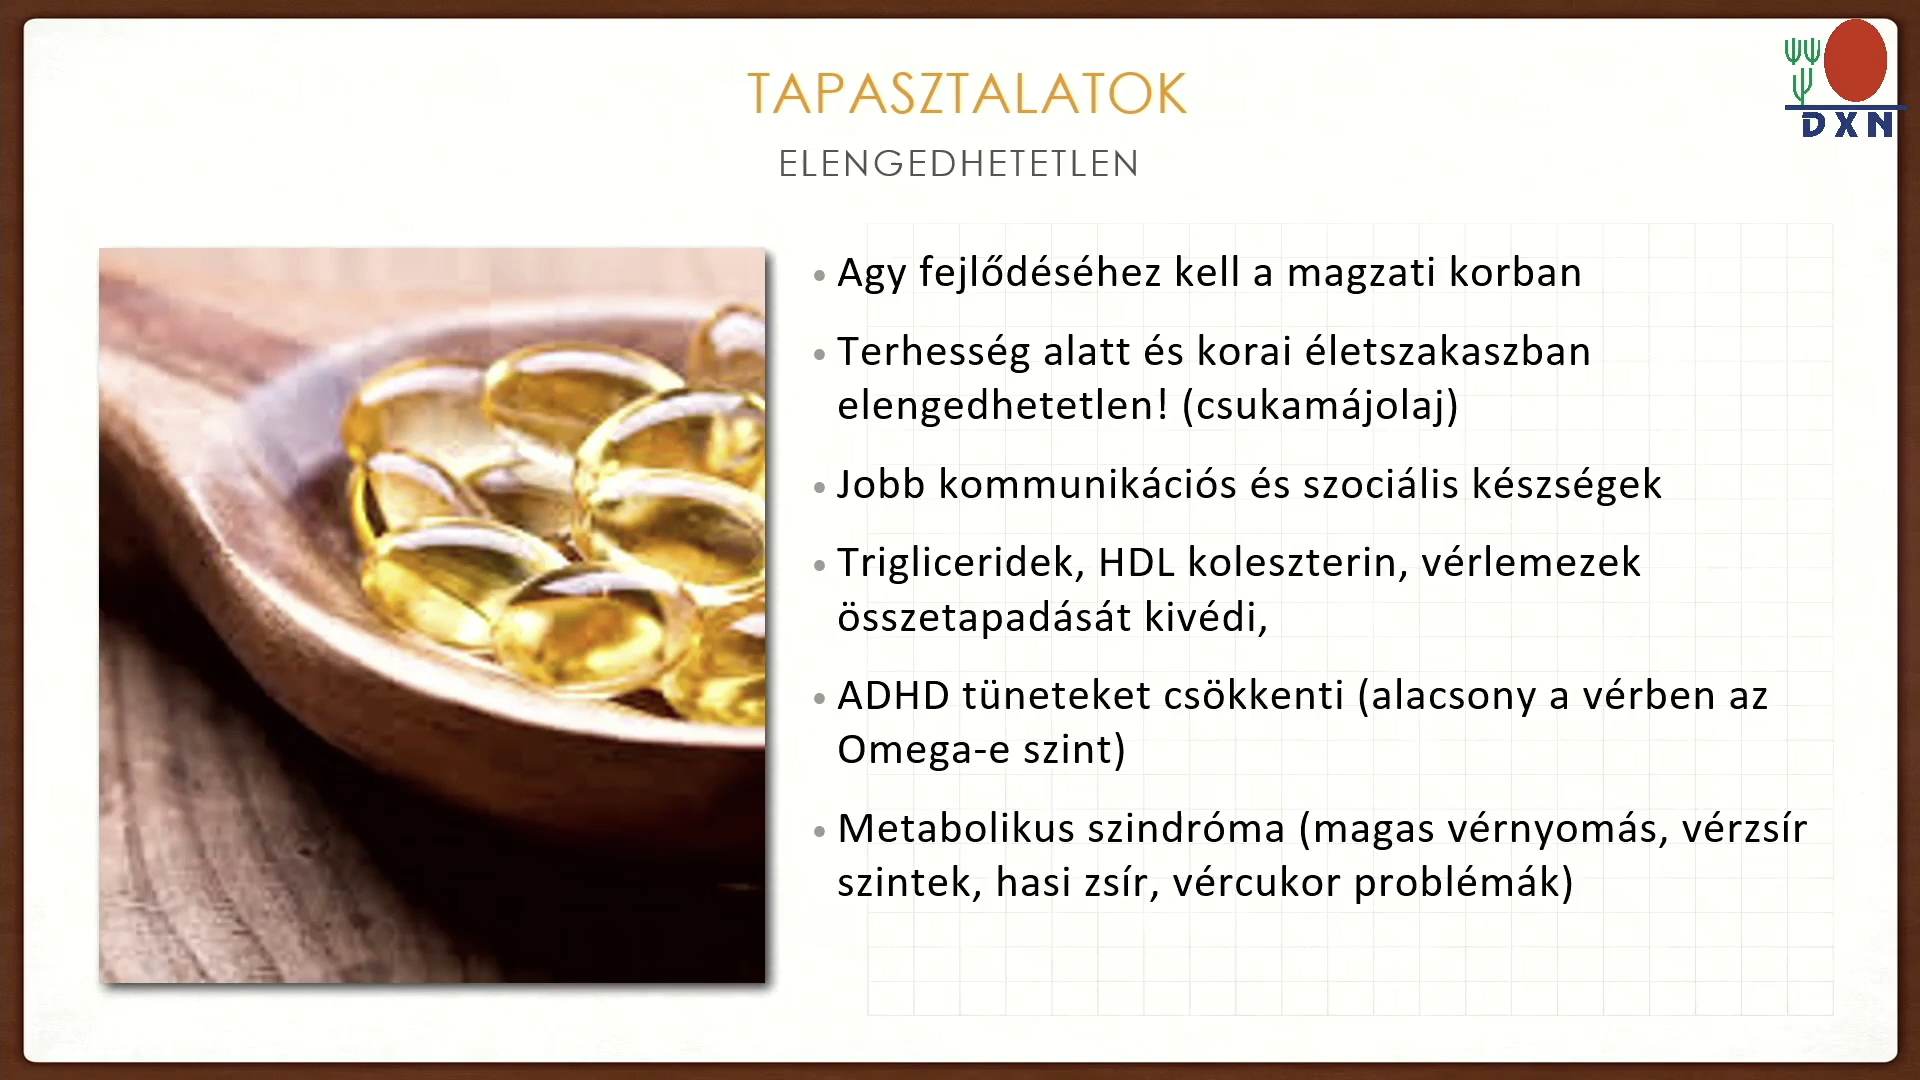 TAPASZTALATOK
ELENGEDHETETLEN
DXN
• Agy fejlődéséhez kell a magzati korban
• Terhesség alatt és korai életszakaszban
elengedhetetlen! (csukamájolaj)
• Jobb kommunikációs és szociális készségek
• Trigliceridek, HDL koleszterin, vérlemezek
összetapadását kivédi,
• ADHD tüneteket csökkenti (alacsony a vérben az
Omega-e szint)
• Metabolikus szindróma (magas vérnyomás, vérzsír
szintek, hasi zsír, vércukor problémák)